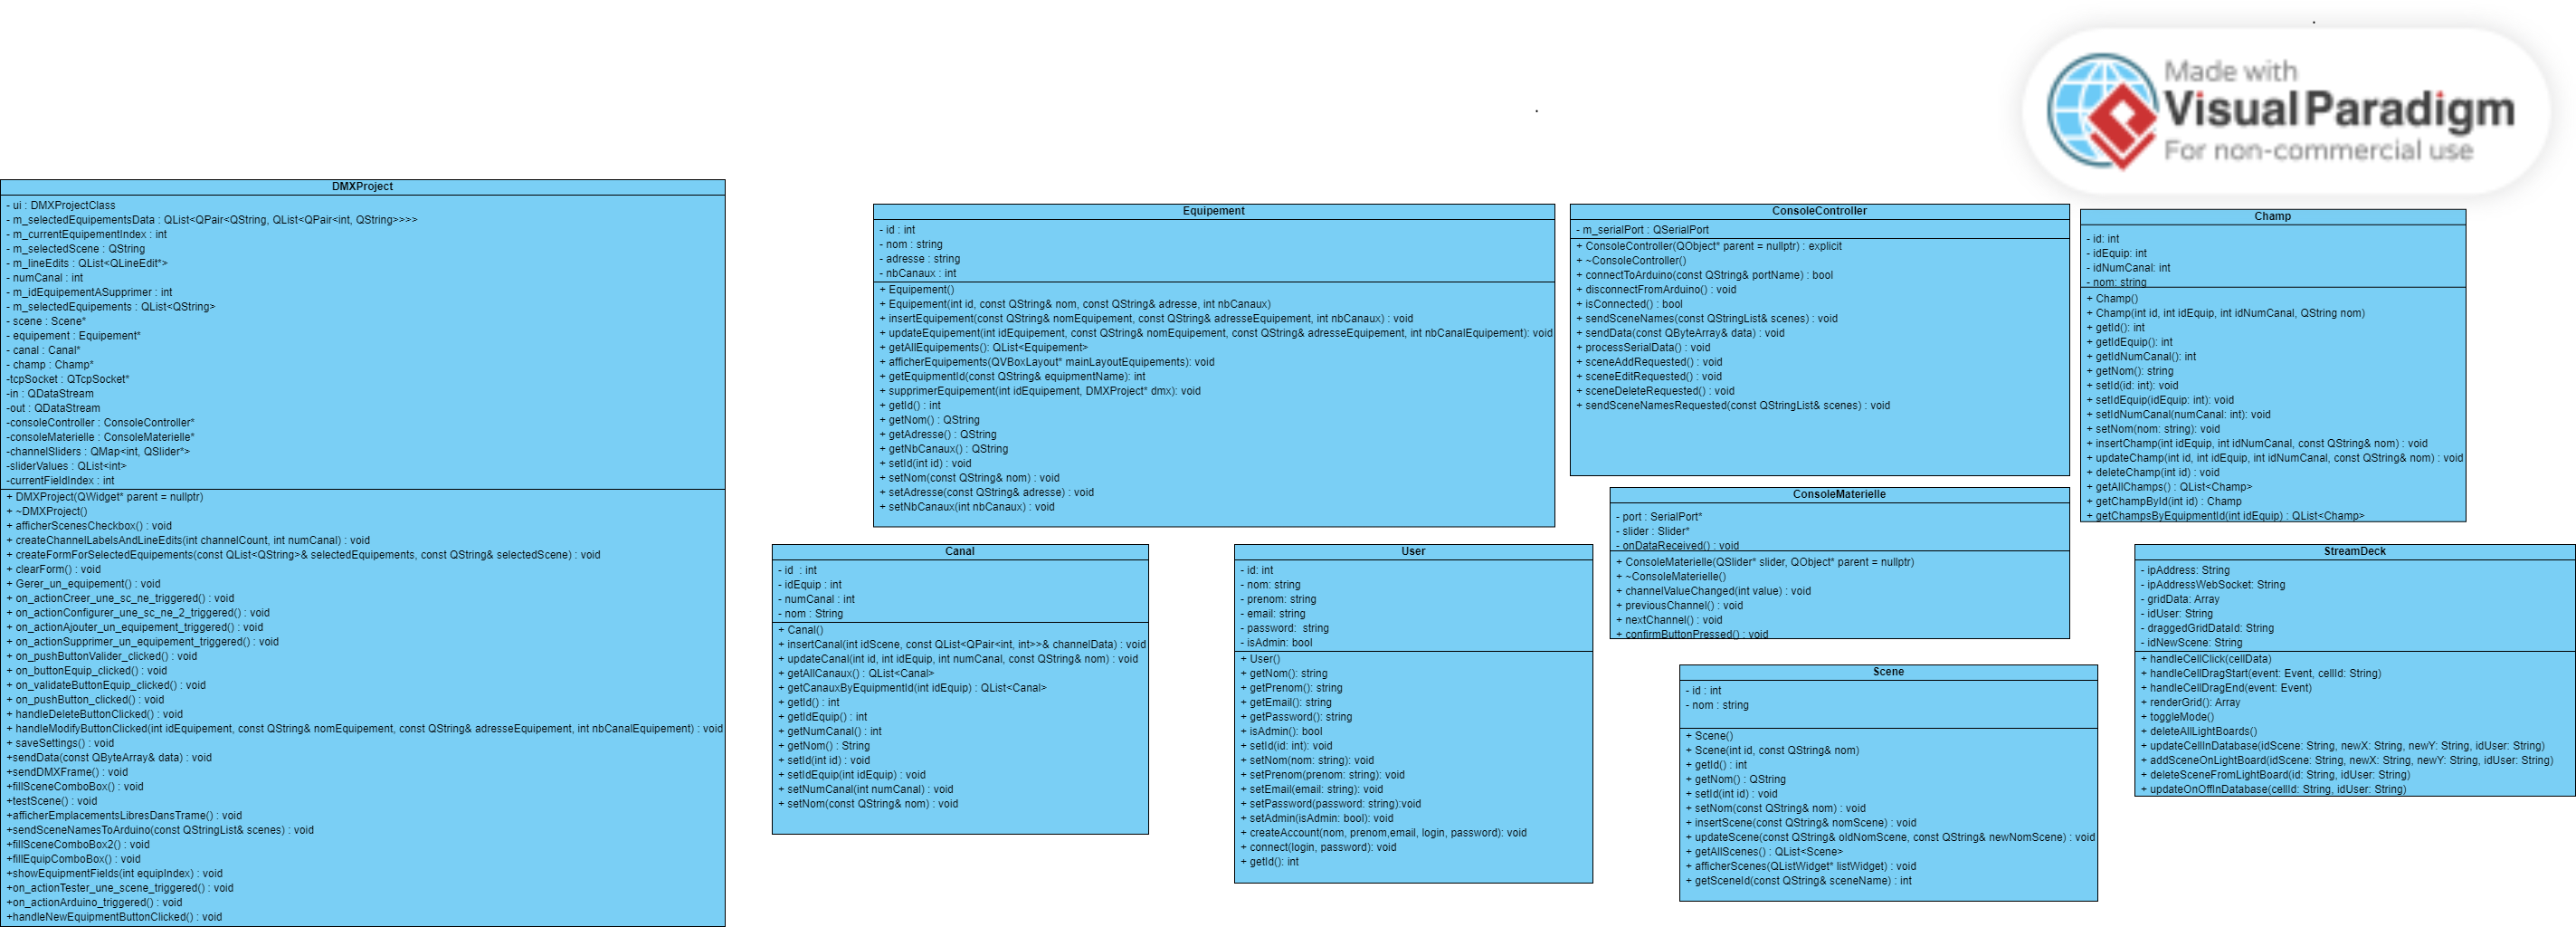 Made with
Visual Paradigm
For non-commercial use
DMXProject
- ui : DMXProjectClass
- m_selectedEquipementsData : QList<QPair<QString, QList<QPair<int, QString>>>>
- m_currentEquipementIndex : int
- m_selectedScene : QString
- m_lineEdits : QList<QLineEdit*>
- numCanal : int
- m_idEquipementASupprimer : int
- m_selectedEquipements : QList<QString>
- scene : Scene*
- equipement : Equipement*
- canal : Canal*
- champ : Champ*
-tcpSocket : QTcpSocket*
-in : QDataStream
-out : QDataStream
-consoleController : ConsoleController*
-consoleMaterielle : ConsoleMaterielle*
-channelSliders : QMap<int, QSlider*>
-sliderValues : QList<int>
-currentFieldIndex : int
+ DMXProject(QWidget* parent = nullptr)
+ ~DMXProject()
+ afficherScenesCheckbox() : void
+ createChannelLabelsAndLineEdits(int channelCount, int numCanal) : void
+ createFormForSelectedEquipements(const QList<QString>& selectedEquipements, const QString& selectedScene) : void
+ clearForm() : void
+ Gerer_un_equipement() : void
+ on_actionCreer_une_sc_ne_triggered() : void
+ on_actionConfigurer_une_sc_ne_2_triggered() : void
+ on_actionAjouter_un_equipement_triggered() : void
+ on_actionSupprimer_un_equipement_triggered() : void
+ on_pushButtonValider_clicked() : void
+ on_buttonEquip_clicked() : void
+ on_validateButtonEquip_clicked() : void
+ on_pushButton_clicked() : void
+ handleDeleteButtonClicked() : void
+ handleModifyButtonClicked(int idEquipement, const QString& nomEquipement, const QString& adresseEquipement, int nbCanalEquipement) : void
+ saveSettings() : void
+sendData(const QByteArray& data) : void
+sendDMXFrame() : void
+fillSceneComboBox() : void
+testScene() : void
+afficherEmplacementsLibresDansTrame() : void
+sendSceneNamesToArduino(const QStringList& scenes) : void
+fillSceneComboBox2() : void
+fillEquipComboBox() : void
+showEquipmentFields(int equipIndex) : void
+on_actionTester_une_scene_triggered() : void
+on_actionArduino_triggered() : void
+handleNewEquipmentButtonClicked() : void
Equipement
- id : int
- nom : string
- adresse : string
- nbCanaux : int
+ Equipement()
+ Equipement(int id, const QString& nom, const QString& adresse, int nbCanaux)
+ insertEquipement(const QString& nomEquipement, const QString& adresseEquipement, int nbCanaux) : void
+ updateEquipement(int idEquipement, const QString& nomEquipement, const QString& adresseEquipement, int nbCanalEquipement): void
+ getAllEquipements(): QList<Equipement>
+ afficherEquipements(QVBoxLayout* mainLayoutEquipements): void
+ getEquipmentId(const QString& equipmentName): int
+ supprimerEquipement(int idEquipement, DMXProject* dmx): void
+ getId() : int
+ getNom() : QString
+ getAdresse() : QString
+ getNbCanaux() : QString
+ setId(int id) : void
+ setNom(const QString& nom) : void
+ setAdresse(const QString& adresse) : void
+ setNbCanaux(int nbCanaux) : void
ConsoleController
- m_serialPort : QSerialPort
+ ConsoleController(QObject* parent = nullptr) : explicit
+ ~ConsoleController()
+ connectToArduino(const QString& portName) : bool
+ disconnectFromArduino() : void
+ isConnected() : bool
+ sendSceneNames(const QStringList& scenes) : void
+ sendData(const QByteArray& data) : void
+ processSerialData() : void
+ sceneAddRequested() : void
+ sceneEditRequested() : void
+ sceneDeleteRequested() : void
+ sendSceneNamesRequested(const QStringList& scenes) : void
Champ
- id: int
- idEquip: int
- idNumCanal: int
- nom: string
+ Champ()
+ Champ(int id, int idEquip, int idNumCanal, QString nom)
+ getId(): int
+ getIdEquip(): int
+ getIdNumCanal(): int
+ getNom(): string
+ setId(id: int): void
+ setIdEquip(idEquip: int): void
+ setIdNumCanal(numCanal: int): void
+ setNom(nom: string): void
+ insertChamp(int idEquip, int idNumCanal, const QString& nom) : void
+ updateChamp(int id, int idEquip, int idNumCanal, const QString& nom) : void
+ deleteChamp(int id) : void
+ getAllChamps() : QList<Champ>
+ getChampById(int id) : Champ
+ getChampsByEquipmentId(int idEquip) : QList<Champ>
ConsoleMaterielle
- port : SerialPort*
- slider : Slider*
- onDataReceived() : void
+ ConsoleMaterielle(QSlider* slider, QObject* parent = nullptr)
+ ~ConsoleMaterielle()
+ channelValueChanged(int value) : void
+ previousChannel() : void
+ nextChannel() : void
+ confirmButtonPressed() : void
Canal
- id : int
- idEquip : int
- numCanal : int
- nom : String
+ Canal()
+ insertCanal(int idScene, const QList<QPair<int, int>>& channelData) : void
+ updateCanal(int id, int idEquip, int numCanal, const QString& nom) : void
+ getAllCanaux() : QList<Canal>
+ getCanauxByEquipmentId(int idEquip) : QList<Canal>
+ getId() : int
+ getIdEquip() : int
+ getNumCanal() : int
+ getNom() : String
+ setId(int id) : void
+ setIdEquip(int idEquip) : void
+ setNumCanal(int numCanal) : void
+ setNom(const QString& nom) : void
User
- id: int
- nom: string
- prenom: string
- email: string
- password:  string
- isAdmin: bool
+ User()
+ getNom(): string
+ getPrenom(): string
+ getEmail(): string
+ getPassword(): string
+ isAdmin(): bool
+ setId(id: int): void
+ setNom(nom: string): void
+ setPrenom(prenom: string): void
+ setEmail(email: string): void
+ setPassword(password: string):void
+ setAdmin(isAdmin: bool): void
+ createAccount(nom, prenom,email, login, password): void
+ connect(login, password): void
+ getId(): int
Scene
- id : int
- nom : string
+ Scene()
+ Scene(int id, const QString& nom)
+ getId() : int
+ getNom() : QString
+ setId(int id) : void
+ setNom(const QString& nom) : void
+ insertScene(const QString& nomScene) : void
+ updateScene(const QString& oldNomScene, const QString& newNomScene) : void
+ getAllScenes() : QList<Scene>
+ afficherScenes(QListWidget* listWidget) : void
+ getSceneId(const QString& sceneName) : int
StreamDeck
- ipAddress: String
- ipAddressWebSocket: String
- gridData: Array
- idUser: String
- draggedGridDataId: String
- idNewScene: String
+ handleCellClick(cellData)
+ handleCellDragStart(event: Event, cellId: String)
+ handleCellDragEnd(event: Event)
+ renderGrid(): Array
+ toggleMode()
+ deleteAllLightBoards()
+ updateCellInDatabase(idScene: String, newX: String, newY: String, idUser: String)
+ addSceneOnLightBoard(idScene: String, newX: String, newY: String, idUser: String)
+ deleteSceneFromLightBoard(id: String, idUser: String)
+ updateOnOffInDatabase(cellId: String, idUser: String)